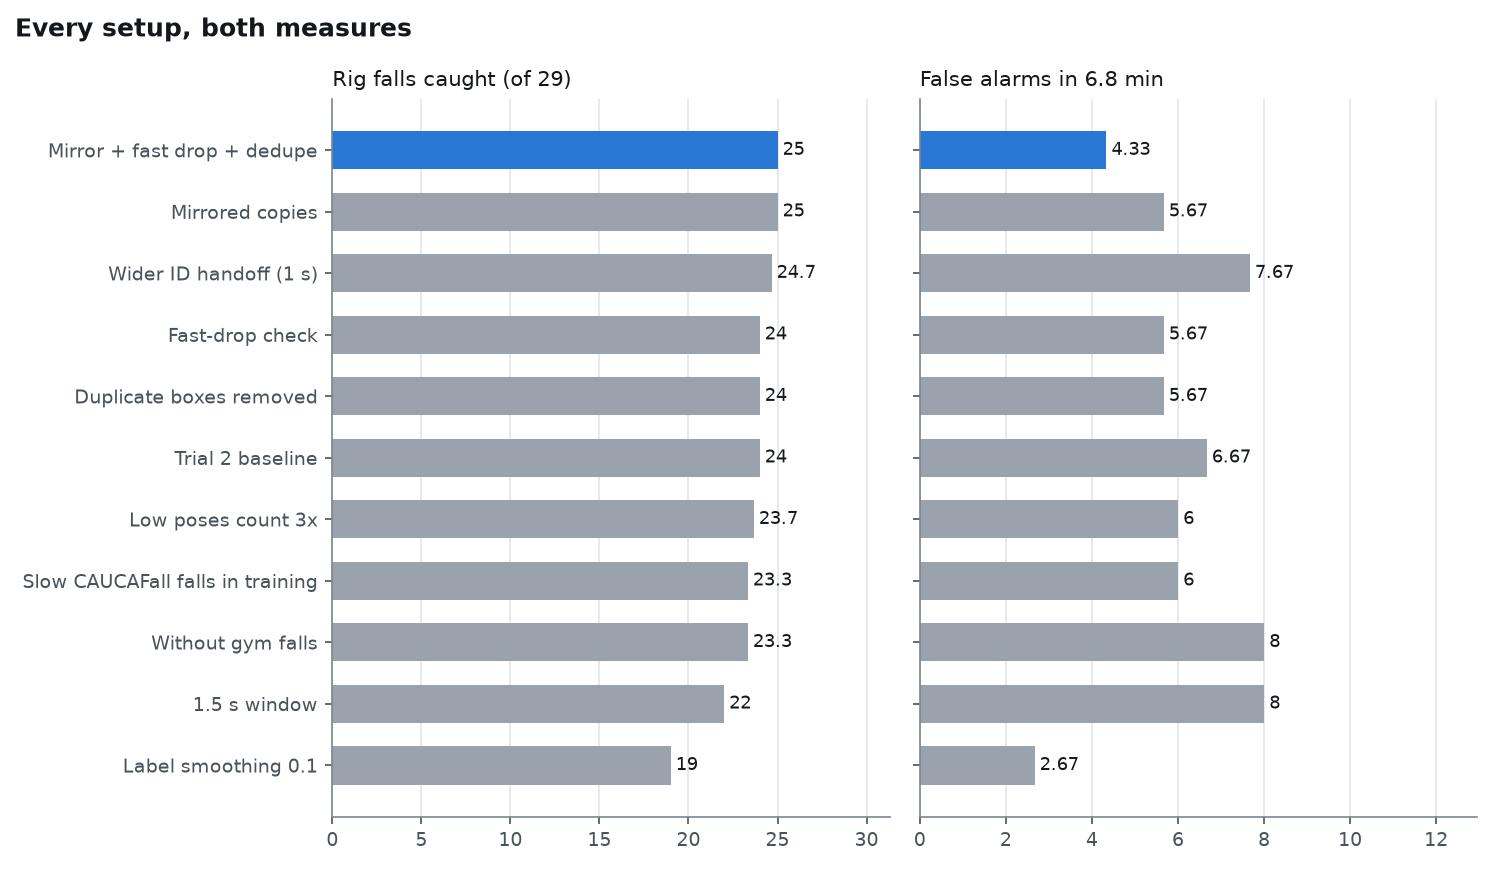 Every setup, both measures
Rig falls caught (of 29)
False alarms in 6.8 min
Mirror + fast drop + dedupe 25 4.33
Mirrored copies 25 5.67
Wider ID handoff (1 s) 24.7 7.67
Fast-drop check 24 5.67
Duplicate boxes removed 24 5.67
Trial 2 baseline 24 6.67
Low poses count 3x 23.7 6
Slow CAUCAFall falls in training 23.3 6
Without gym falls 23.3 8
1.5 s window 22 8
Label smoothing 0.1 19 2.67
0 5 10 15 20 25 30
0 2 4 6 8 10 12